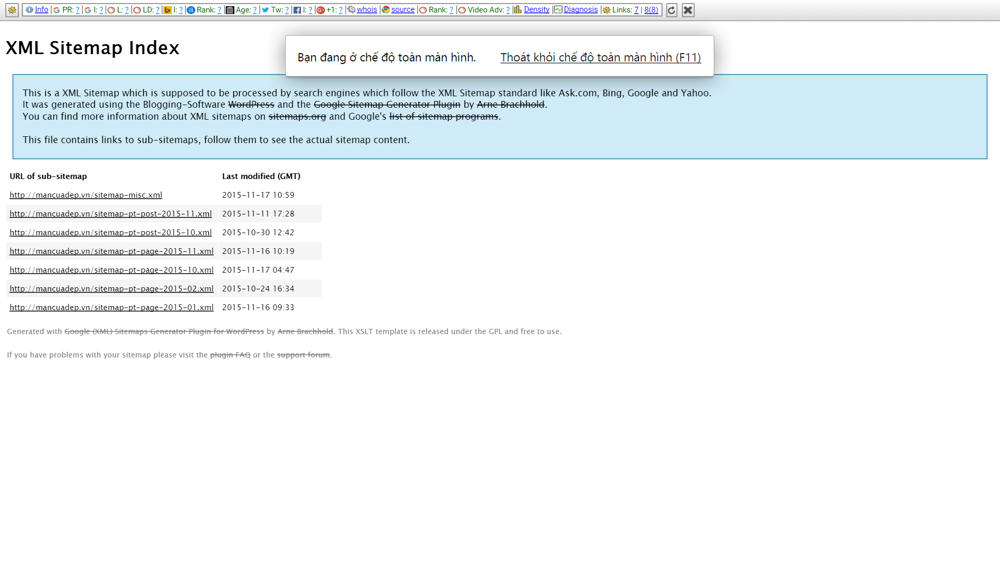 Info | PR: ? | I: ? | L: ? | LD: ? | I: ? | Rank: ? | Age: ? | Tw: ? | I: ? | +1: ? | whois | source | Rank: ? | Video Adv: ? | Density | Diagnosis | Links: 7 | 8(8)
XML Sitemap Index
Bạn đang ở chế độ toàn màn hình. Thoát khỏi chế độ toàn màn hình (F11)
This is a XML Sitemap which is supposed to be processed by search engines which follow the XML Sitemap standard like Ask.com, Bing, Google and Yahoo.
It was generated using the Blogging-Software WordPress and the Google Sitemap Generator Plugin by Arne Brachhold.
You can find more information about XML sitemaps on sitemaps.org and Google's list of sitemap programs.
This file contains links to sub-sitemaps, follow them to see the actual sitemap content.
URL of sub-sitemap Last modified (GMT)
http://mancuadep.vn/sitemap-misc.xml 2015-11-17 10:59
http://mancuadep.vn/sitemap-pt-post-2015-11.xml 2015-11-11 17:28
http://mancuadep.vn/sitemap-pt-post-2015-10.xml 2015-10-30 12:42
http://mancuadep.vn/sitemap-pt-page-2015-11.xml 2015-11-16 10:19
http://mancuadep.vn/sitemap-pt-page-2015-10.xml 2015-11-17 04:47
http://mancuadep.vn/sitemap-pt-page-2015-02.xml 2015-10-24 16:34
http://mancuadep.vn/sitemap-pt-page-2015-01.xml 2015-11-16 09:33
Generated with Google (XML) Sitemaps Generator Plugin for WordPress by Arne Brachhold. This XSLT template is released under the GPL and free to use.
If you have problems with your sitemap please visit the plugin FAQ or the support forum.